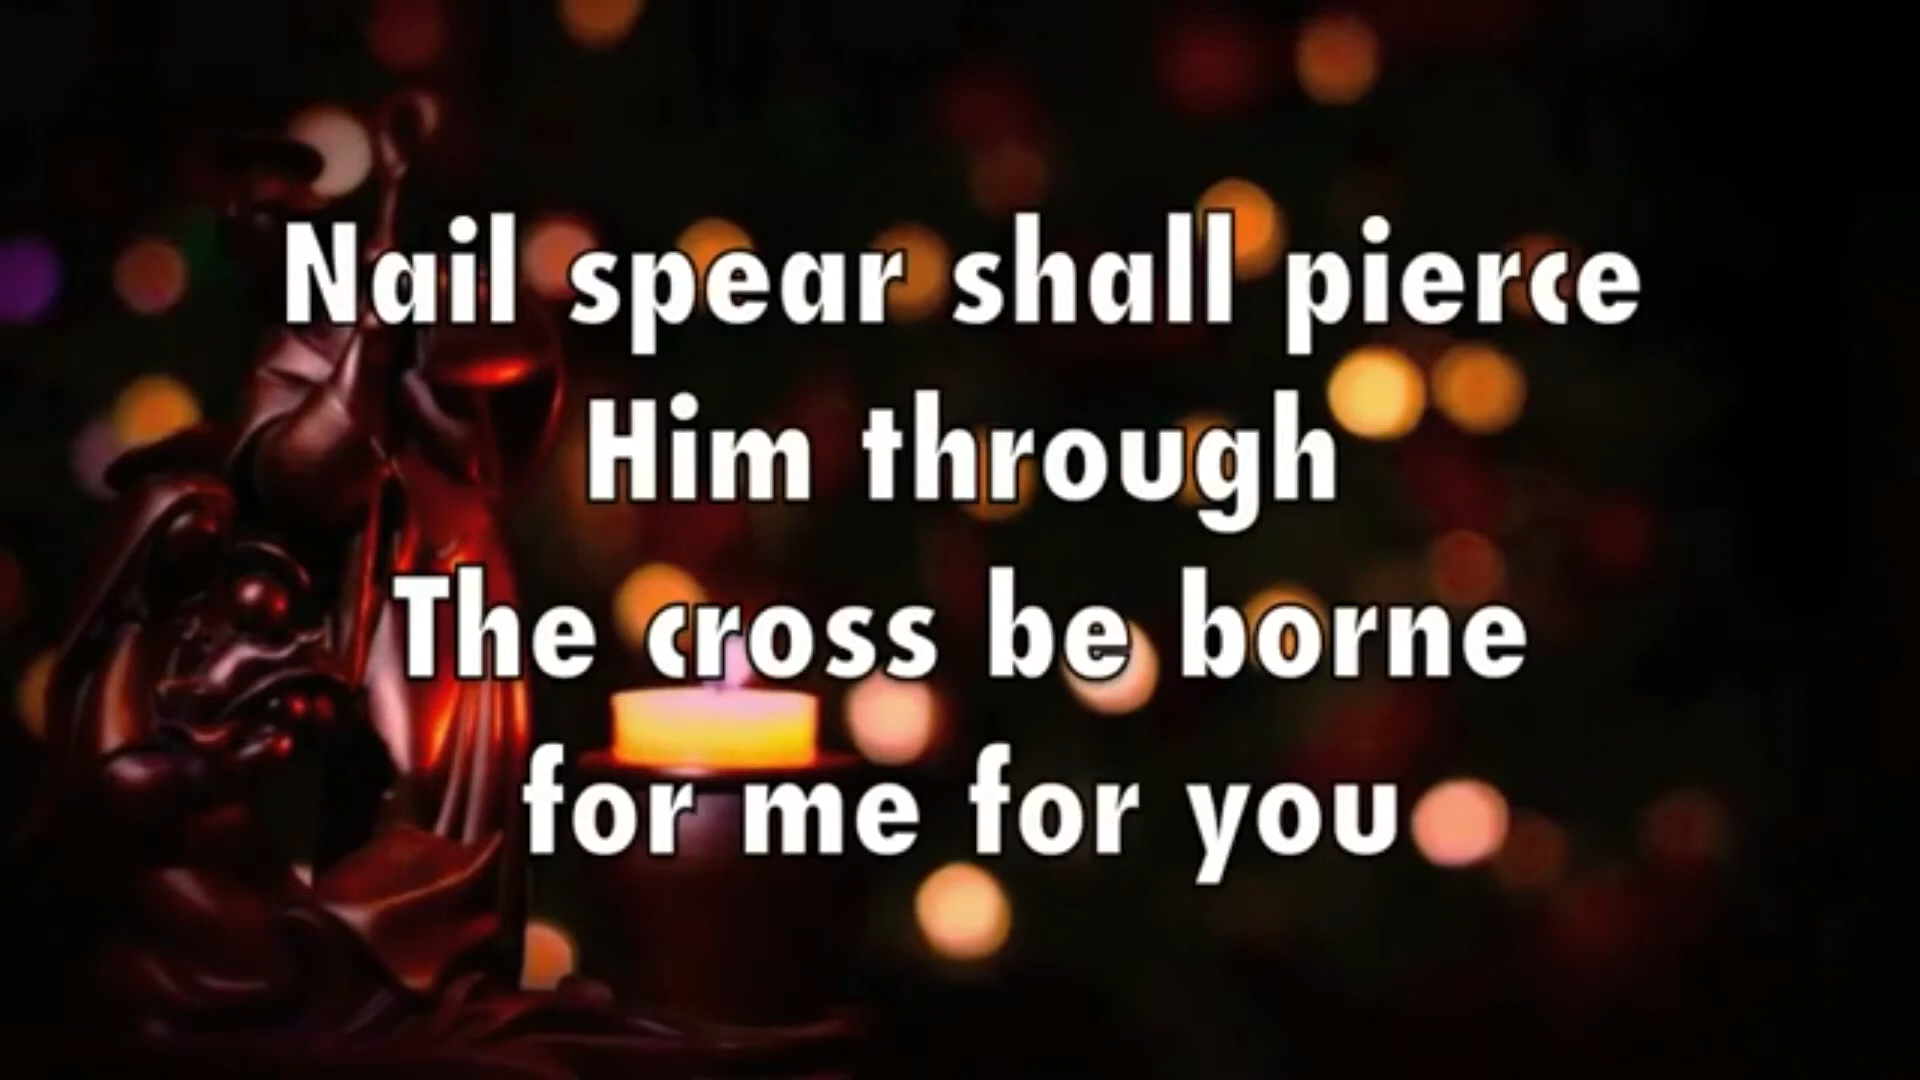 Nail spear shall pierce
Him through
The cross be borne
for me for you